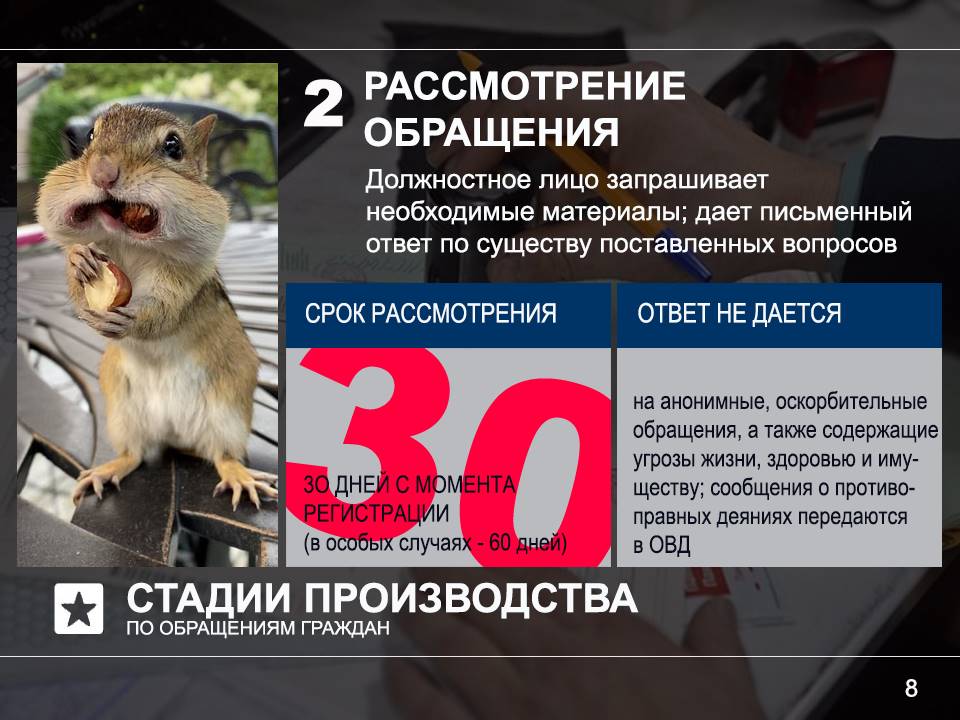 2 РАССМОТРЕНИЕ
ОБРАЩЕНИЯ
Должностное лицо запрашивает
необходимые материалы; дает письменный
ответ по существу поставленных вопросов
СРОК РАССМОТРЕНИЯ
30
30 ДНЕЙ С МОМЕНТА
РЕГИСТРАЦИИ
(в особых случаях - 60 дней)
ОТВЕТ НЕ ДАЕТСЯ
на анонимные, оскорбительные
обращения, а также содержащие
угрозы жизни, здоровью и иму-
ществу; сообщения о противо-
правных деяниях передаются
в ОВД
СТАДИИ ПРОИЗВОДСТВА
ПО ОБРАЩЕНИЯМ ГРАЖДАН
8